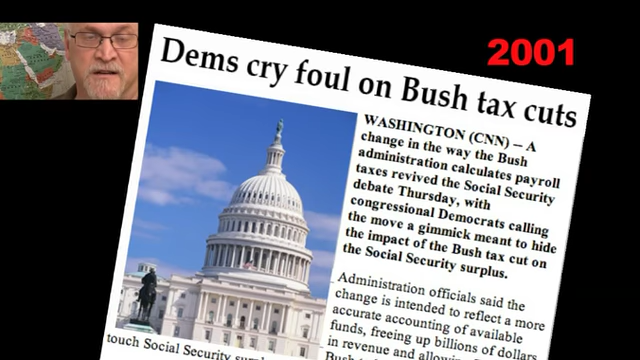 2001
Dems cry foul on Bush tax cuts
WASHINGTON (CNN) -- A
change in the way the Bush
administration calculates payroll
taxes revived the Social Security
debate Thursday, with
congressional Democrats calling
the move a gimmick meant to hide
the impact of the Bush tax cut on
the Social Security surplus.
Administration officials said the
change is intended to reflect a more
accurate accounting of available
funds, freeing up billions of dollars
in revenue and
touch Social Security